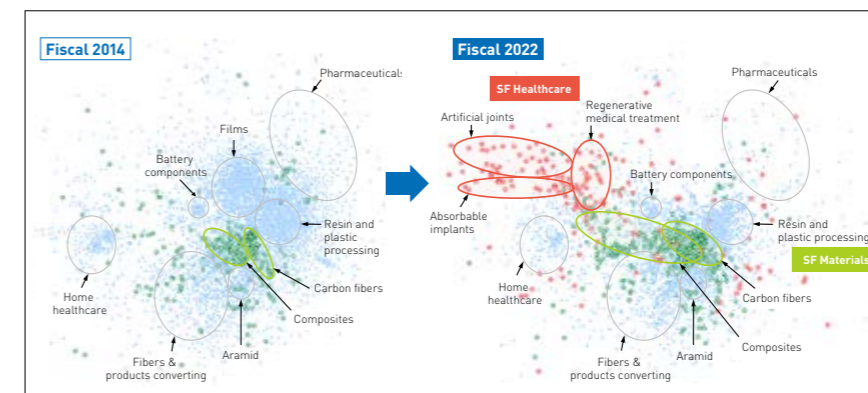 Fiscal 2014
Pharmaceuticals
Films
Battery
components
Resin and
plastic
processing
Home
healthcare
Carbon fibers
Composites
Aramid
Fibers &
products converting
Fiscal 2022
SF Healthcare
Pharmaceuticals
Artificial joints
Regenerative
medical treatment
Battery components
Absorbable
implants
Resin and
plastic processing
SF Materials
Home
healthcare
Carbon fibers
Composites
Aramid
Fibers &
products converting